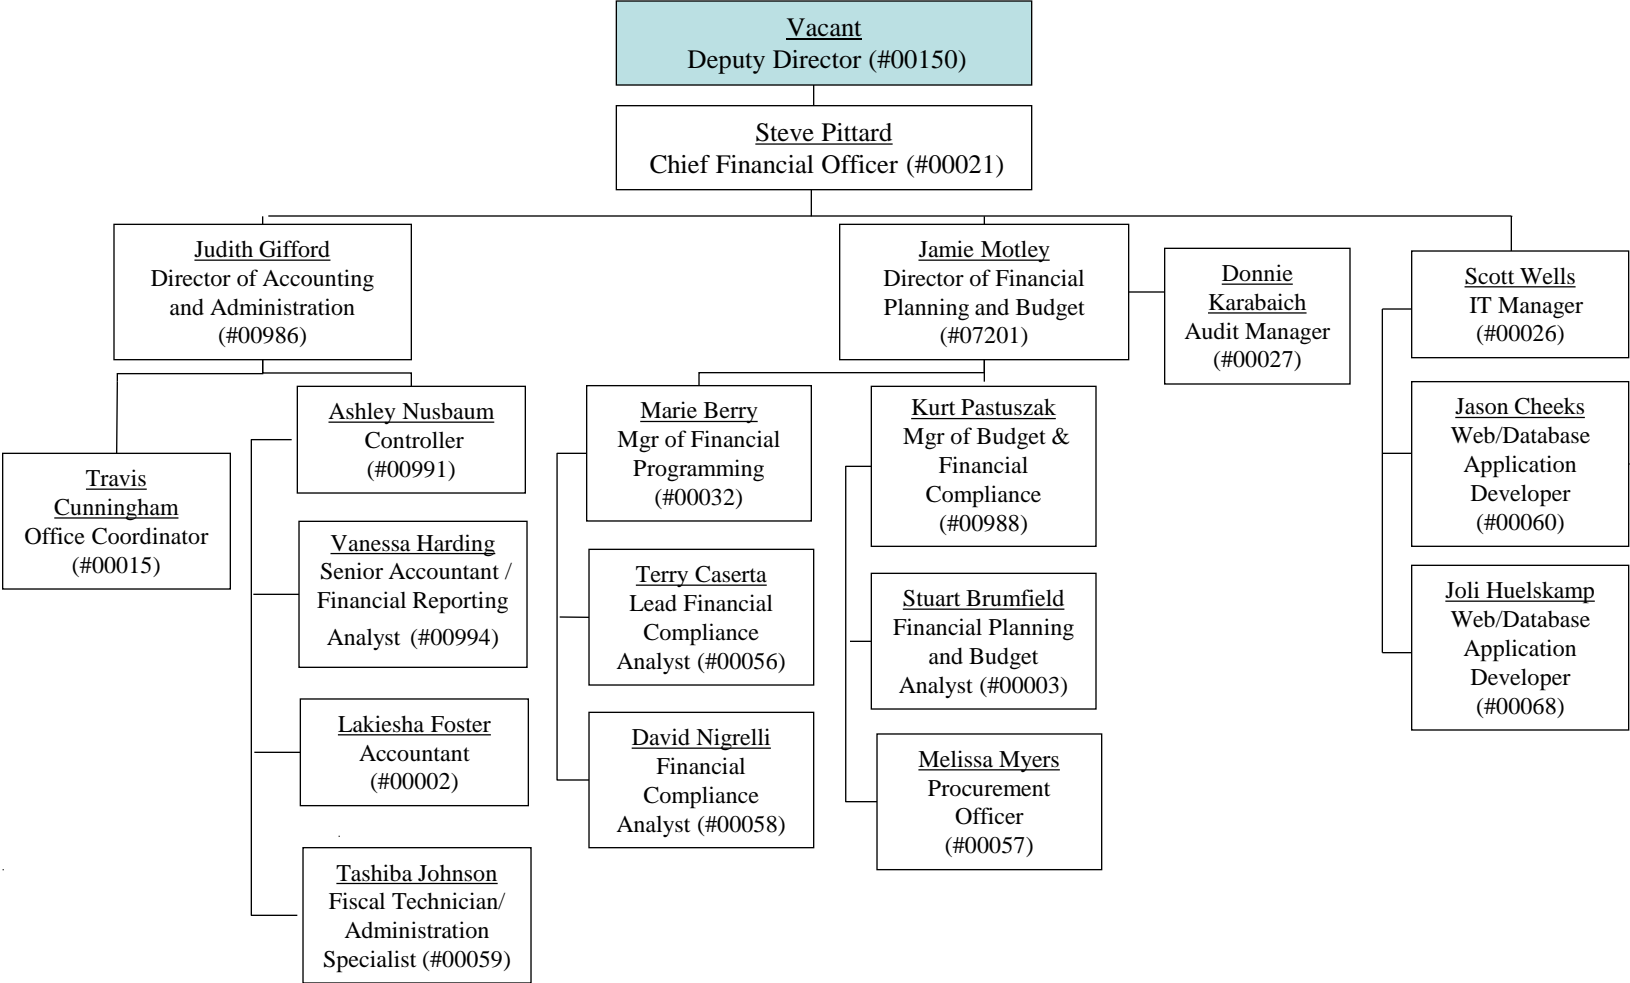 Vacant
Deputy Director (#00150)
Steve Pittard
Chief Financial Officer (#00021)
Judith Gifford
Director of Accounting
and Administration
(#00986)
Jamie Motley
Director of Financial
Planning and Budget
(#07201)
Donnie
Karabaich
Audit Manager
(#00027)
Scott Wells
IT Manager
(#00026)
Travis
Cunningham
Office Coordinator
(#00015)
Ashley Nusbaum
Controller
(#00991)
Vanessa Harding
Senior Accountant /
Financial Reporting
Analyst (#00994)
Lakiesha Foster
Accountant
(#00002)
Tashiba Johnson
Fiscal Technician/
Administration
Specialist (#00059)
Marie Berry
Mgr of Financial
Programming
(#00032)
Terry Caserta
Lead Financial
Compliance
Analyst (#00056)
David Nigrelli
Financial
Compliance
Analyst (#00058)
Kurt Pastuszak
Mgr of Budget &
Financial
Compliance
(#00988)
Stuart Brumfield
Financial Planning
and Budget
Analyst (#00003)
Melissa Myers
Procurement
Officer
(#00057)
Jason Cheeks
Web/Database
Application
Developer
(#00060)
Joli Huelskamp
Web/Database
Application
Developer
(#00068)